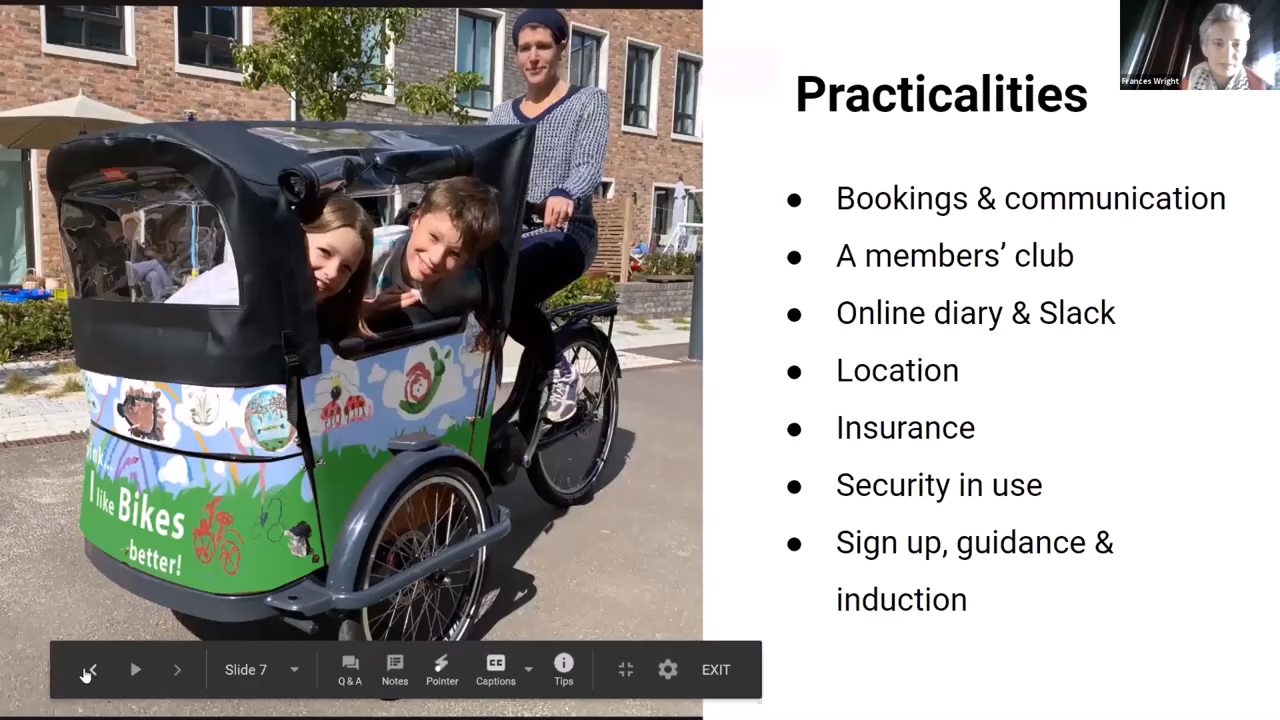 Practicalities
Frances Wright
● Bookings & communication
● A members’ club
● Online diary & Slack
● Location
● Insurance
● Security in use
● Sign up, guidance &
induction
I like Bikes
better!
Slide 7
Q & A
Notes
Pointer
CC
Captions
Tips
EXIT